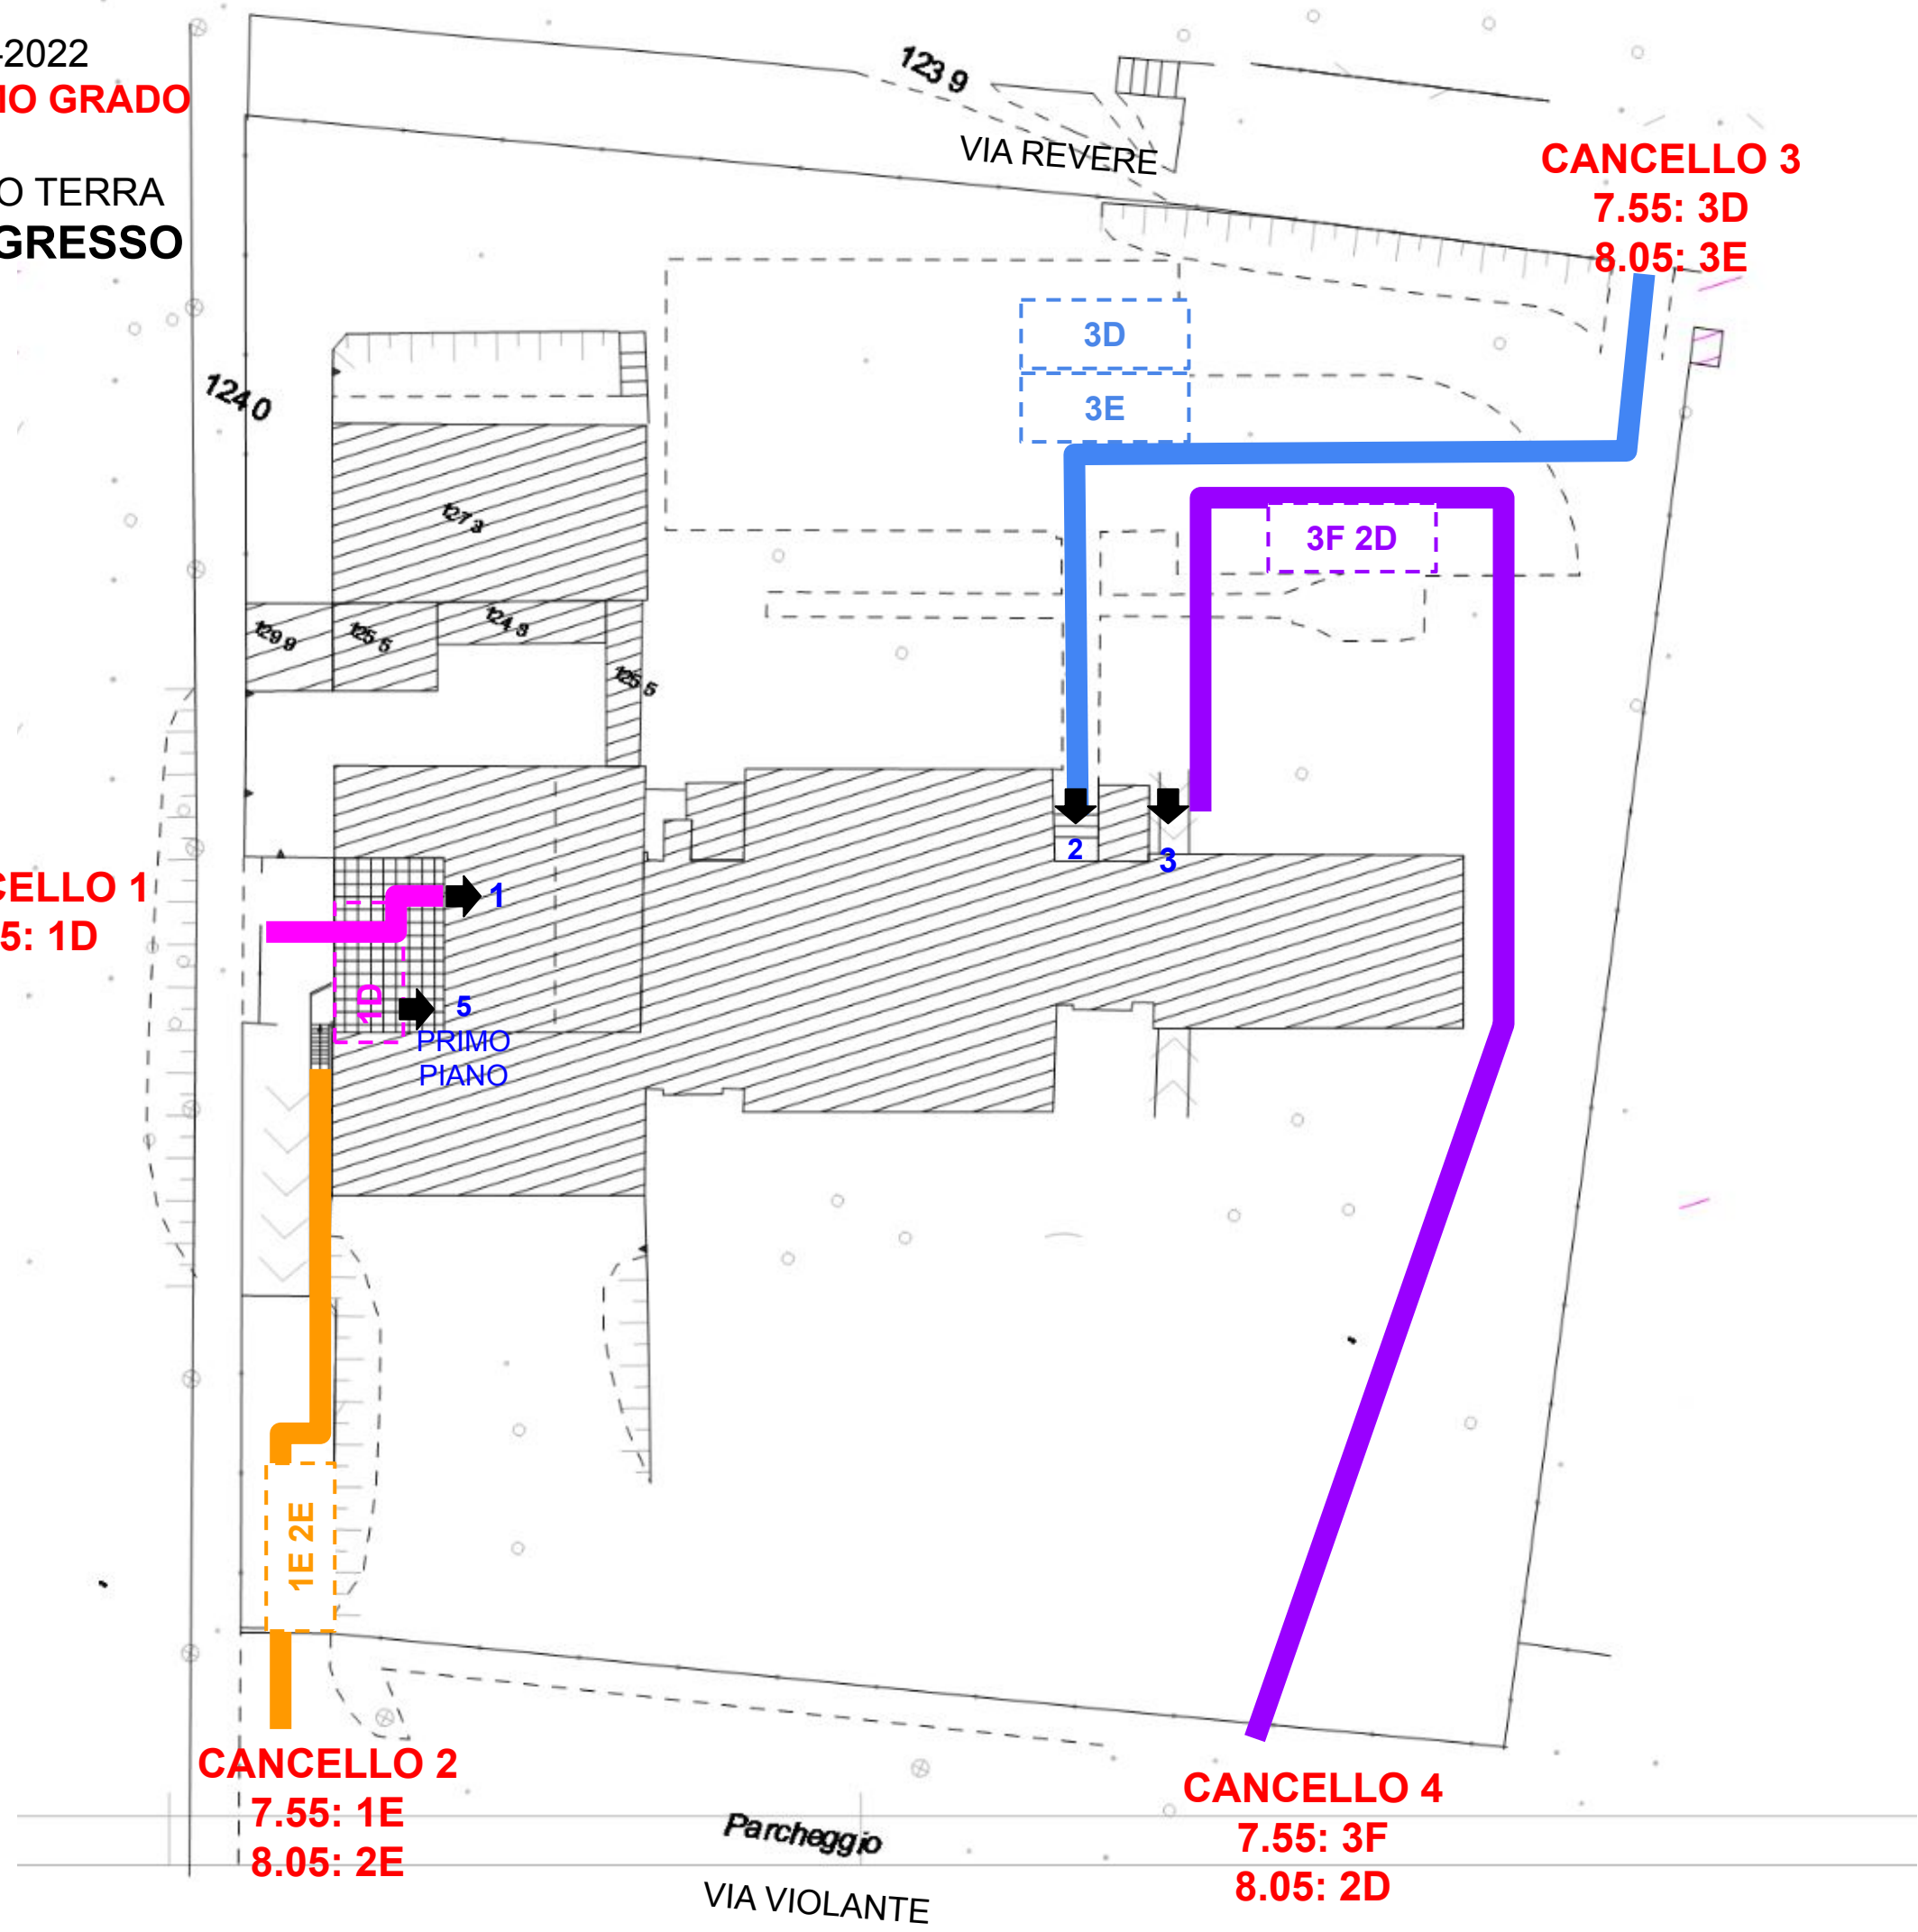 -2022
IO GRADO
O TERRA
GRESSO
123 9
VIA REVERE
CANCELLO 3
7.55: 3D
8.05: 3E
3D
3E
124 0
127 3
3F 2D
129 9
125 5
124 3
125 5
CELLO 1
5: 1D
1
2
3
1D
5
PRIMO
PIANO
1E 2E
CANCELLO 2
7.55: 1E
8.05: 2E
CANCELLO 4
7.55: 3F
8.05: 2D
Parcheggio
VIA VIOLANTE